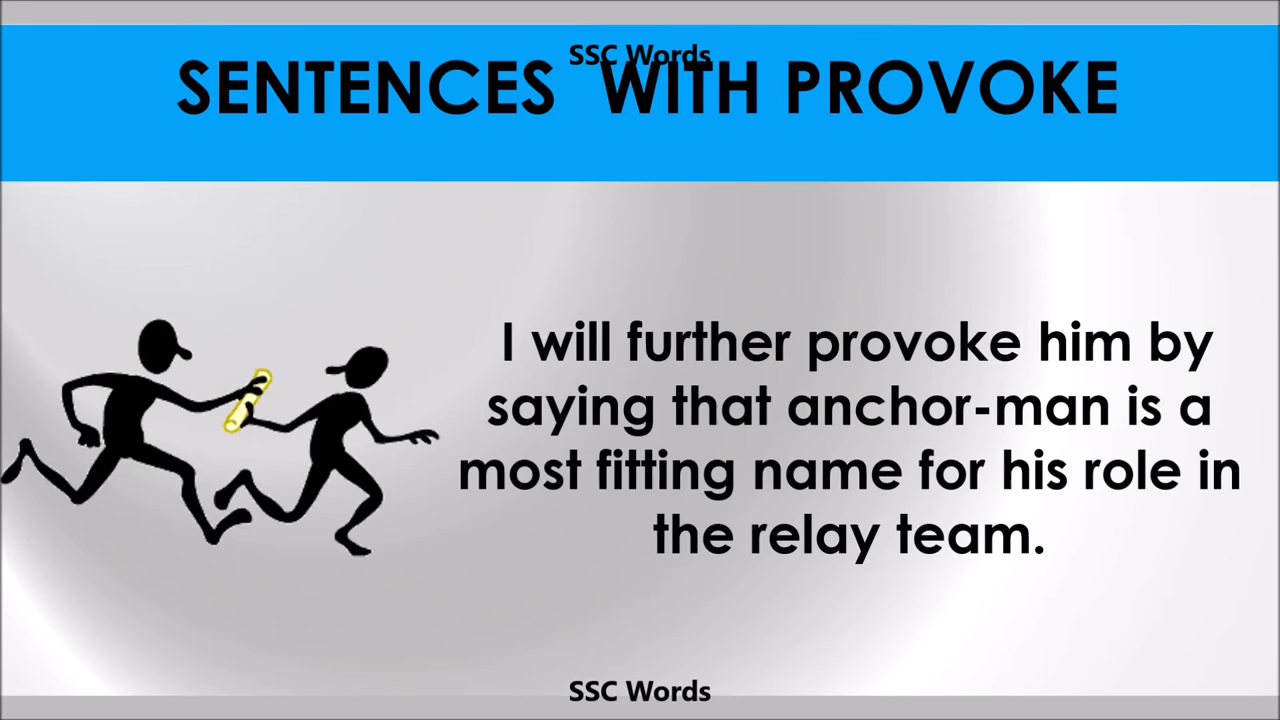 SSC Words
SENTENCES WITH PROVOKE
I will further provoke him by
saying that anchor-man is a
most fitting name for his role in
the relay team.
SSC Words